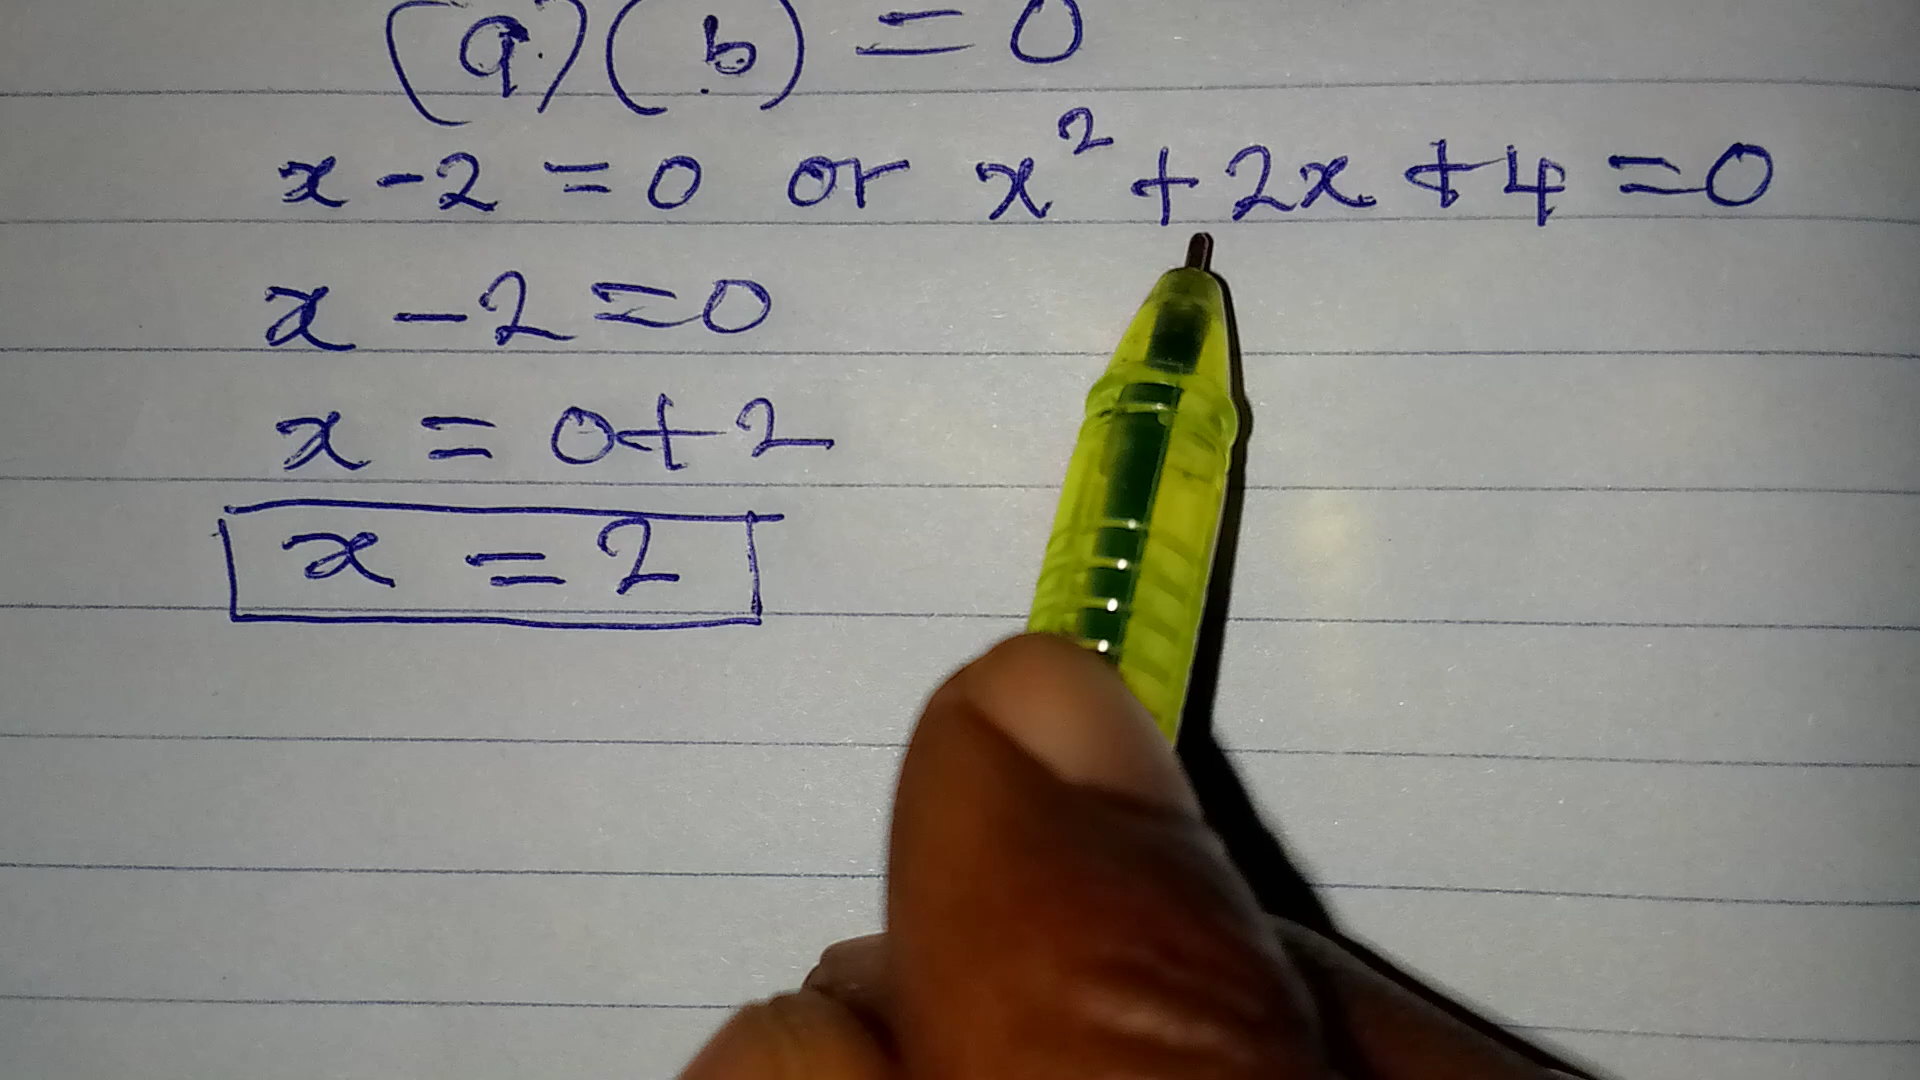 (a)(b) = 0
x - 2 = 0 or x² + 2x + 4 = 0
x - 2 = 0
x = 0 + 2
x = 2